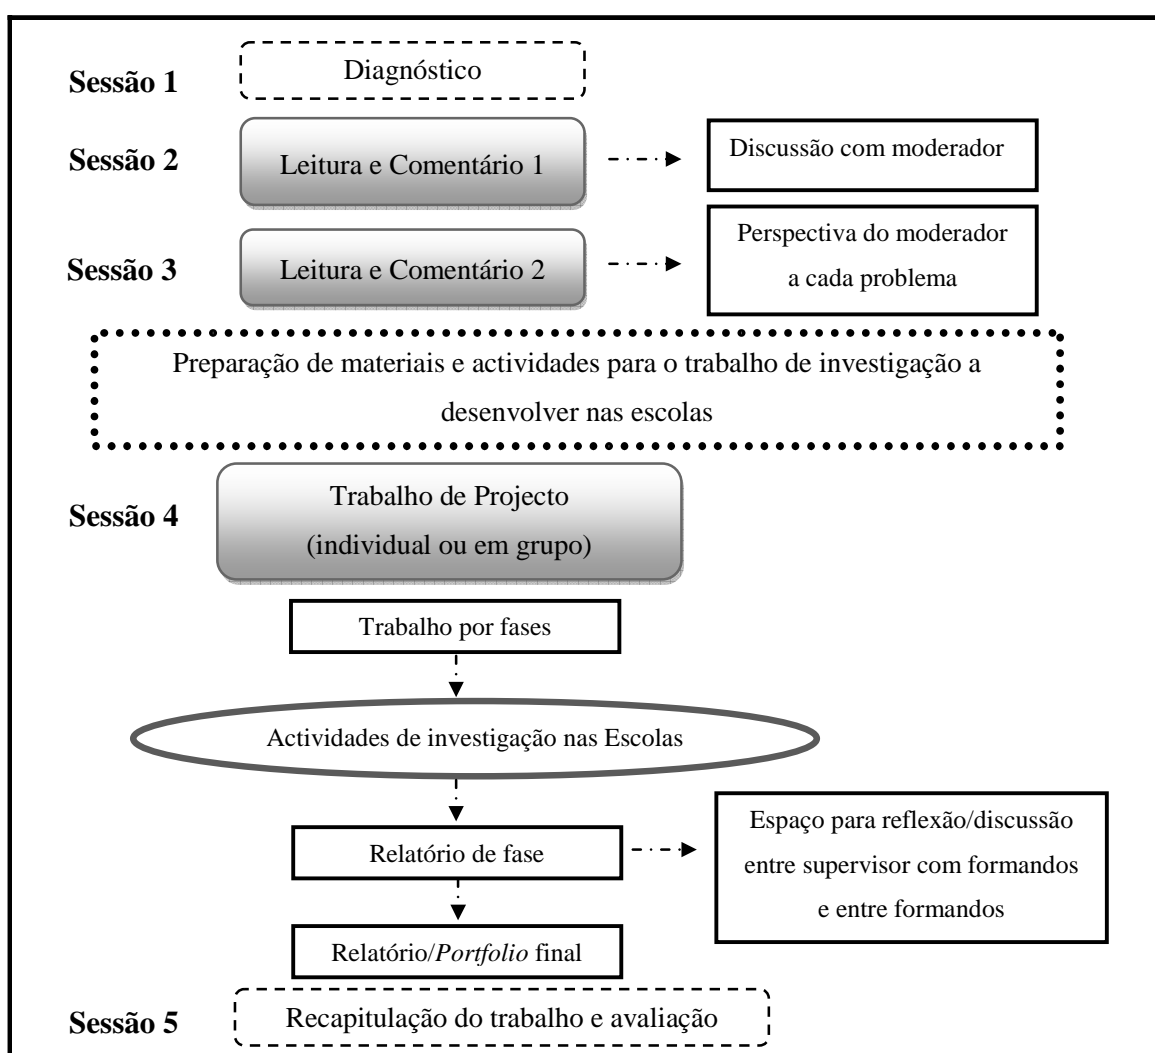 Sessão 1
Diagnóstico
Sessão 2
Leitura e Comentário 1
Discussão com moderador
Sessão 3
Leitura e Comentário 2
Perspectiva do moderador
a cada problema
Preparação de materiais e actividades para o trabalho de investigação a
desenvolver nas escolas
Sessão 4
Trabalho de Projecto
(individual ou em grupo)
Trabalho por fases
Actividades de investigação nas Escolas
Relatório de fase
Espaço para reflexão/discussão
entre supervisor com formandos
e entre formandos
Relatório/Portfolio final
Sessão 5
Recapitulação do trabalho e avaliação